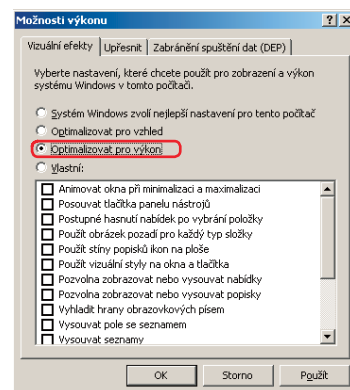 Možnosti výkonu
Vizuální efekty
Upřesnit
Zabránění spuštění dat (DEP)
Vyberte nastavení, které chcete použít pro zobrazení a výkon
systému Windows v tomto počítači.
Systém Windows zvolí nejlepší nastavení pro tento počítač
Optimalizovat pro vzhled
Optimalizovat pro výkon
Vlastní:
Animovat okna při minimalizaci a maximalizaci
Posouvat tlačítka panelu nástrojů
Postupné hasnutí nabídek po vybrání položky
Použít obrázek pozadí pro každý typ složky
Použít stíny popisků ikon na ploše
Použít vizuální styly na okna a tlačítka
Pozvolna zobrazovat nebo vysouvat nabídky
Pozvolna zobrazovat nebo vysouvat popisky
Vyhladit hrany obrazovkových písem
Vysouvat pole se seznamem
Vysouvat seznamy
OK
Storno
Použít